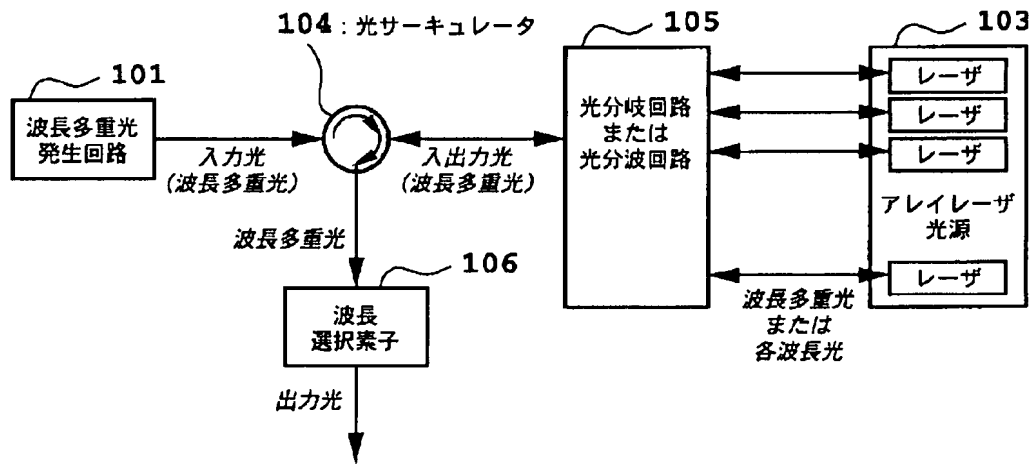 104：光サーキュレータ
105
103
101
波長多重光
発生回路
入力光
(波長多重光)
入出力光
(波長多重光)
光分岐回路
または
光分波回路
レーザ
レーザ
レーザ
アレイレーザ
光源
レーザ
波長多重光
106
波長
選択素子
波長多重光
または
各波長光
出力光